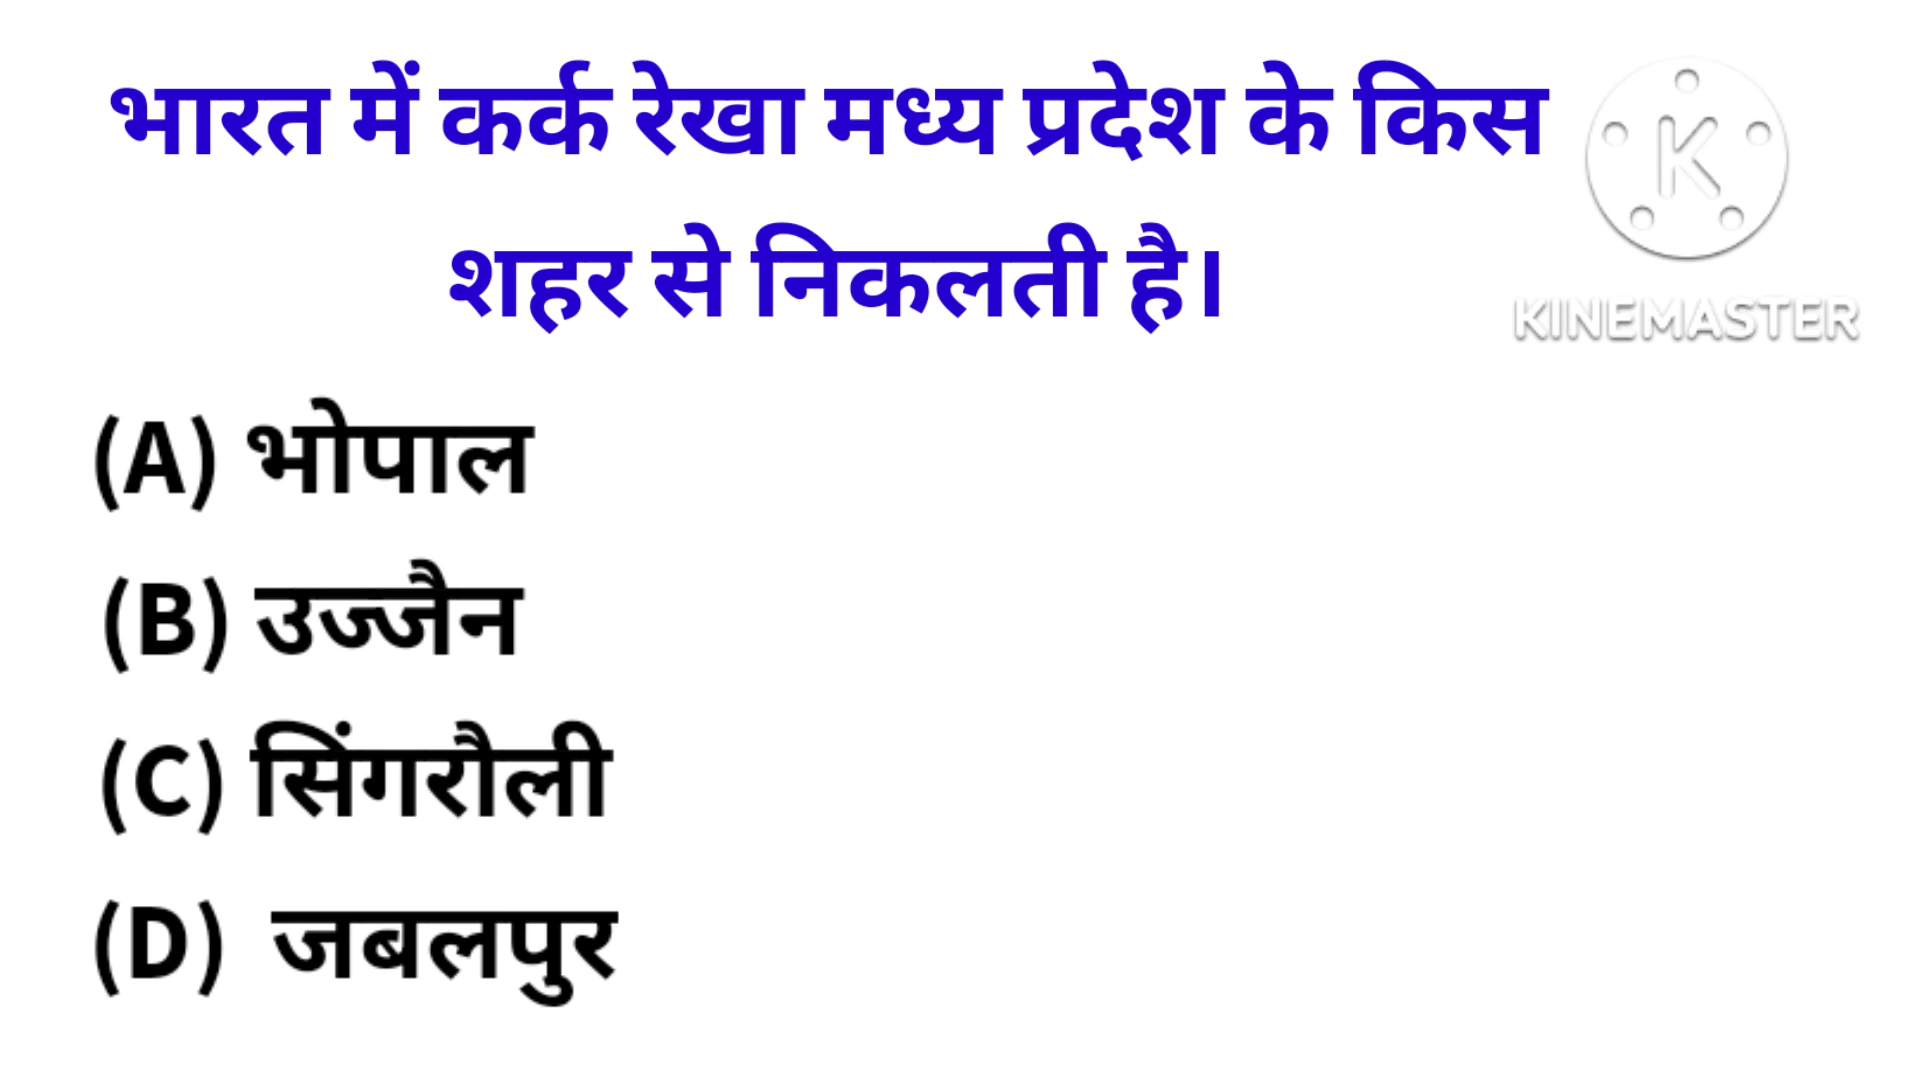 भारत में कर्क रेखा मध्य प्रदेश के किस
शहर से निकलती है।
KINEMASTER
(A) भोपाल
(B) उज्जैन
(C) सिंगरौली
(D) जबलपुर